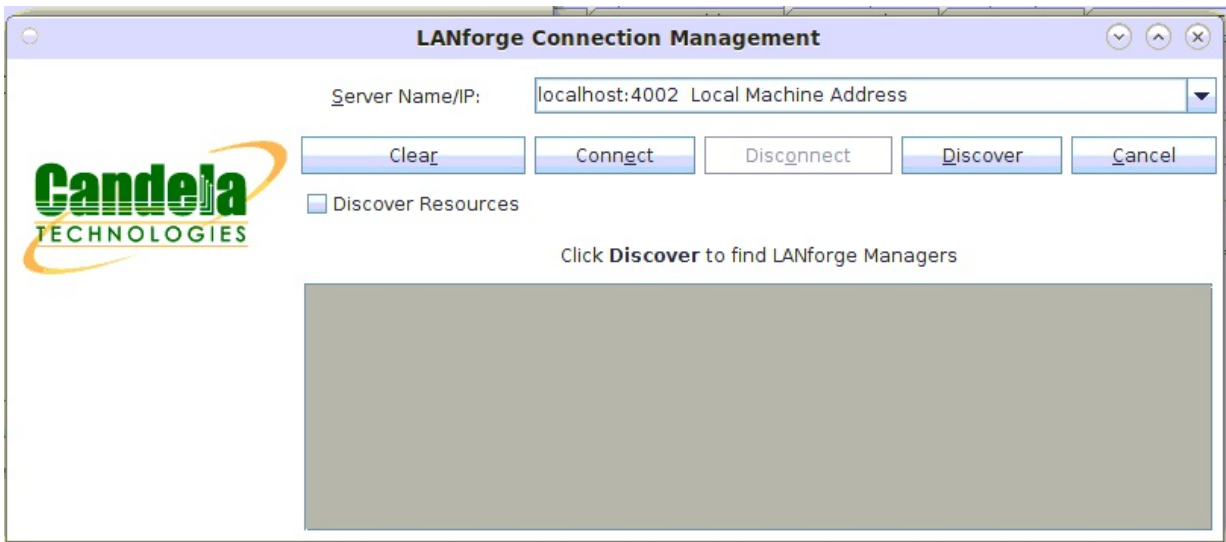 LANforge Connection Management
Server Name/IP: localhost:4002 Local Machine Address
Clear Connect Disconnect Discover Cancel
Candela
TECHNOLOGIES
Discover Resources
Click Discover to find LANforge Managers